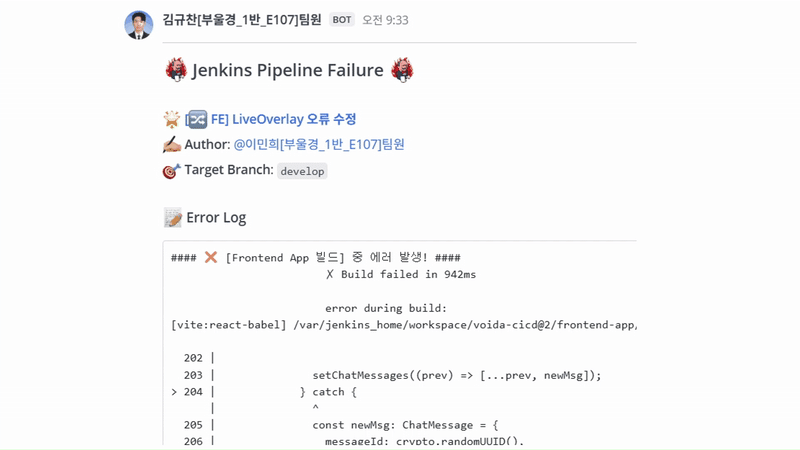 김규찬[부울경_1반_E107]팀원 BOT 오전 9:33
Jenkins Pipeline Failure
[🔀 FE] LiveOverlay 오류 수정
Author: @이민희[부울경_1반_E107]팀원
Target Branch: develop
Error Log
#### ❌ [Frontend App 빌드] 중 에러 발생! ####
✗ Build failed in 942ms
error during build:
[vite:react-babel] /var/jenkins_home/workspace/voida-cicd@2/frontend-app/
202 |
203 | setChatMessages((prev) => [...prev, newMsg]);
> 204 | } catch {
| ^
205 | const newMsg: ChatMessage = {
206 | messageId: crypto.randomUUID(),